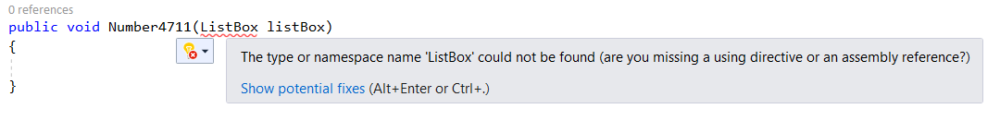 0 references
public void Number4711(ListBox listBox)
{
The type or namespace name 'ListBox' could not be found (are you missing a using directive or an assembly reference?)
Show potential fixes (Alt+Enter or Ctrl+.)
}